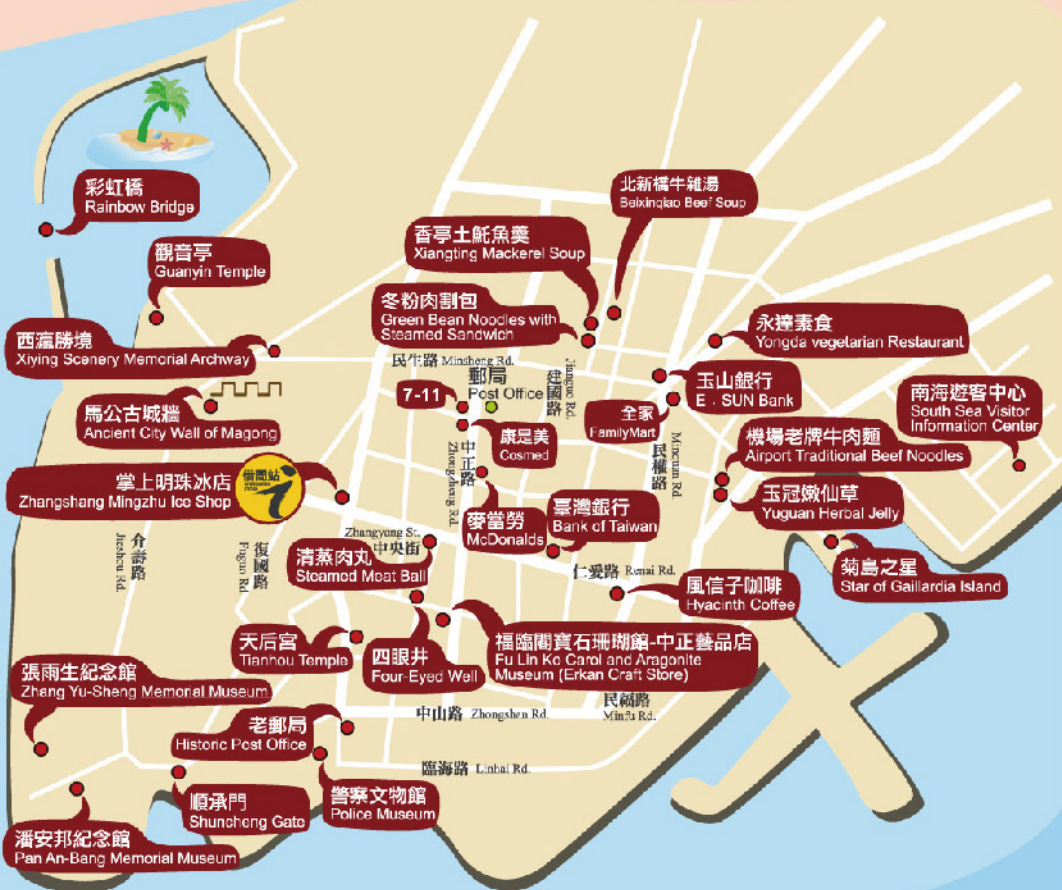 彩虹橋
Rainbow Bridge
北新橋牛雜湯
Beixinqiao Beef Soup
香亭土魠魚羹
Xiangting Mackerel Soup
觀音亭
Guanyin Temple
冬粉肉割包
Green Bean Noodles with
Steamed Sandwich
永達素食
Yongda vegetarian Restaurant
西瀛勝境
Xiying Scenery Memorial Archway
民生路 Minsheng Rd.
郵局
Post Office
建國路
Jianguo Rd.
玉山銀行
E . SUN Bank
南海遊客中心
South Sea Visitor
Information Center
7-11
馬公古城牆
Ancient City Wall of Magong
全家
FamilyMart
康是美
Cosmed
中正路
Zhongzheng Rd.
民權路
Mincuan Rd.
機場老牌牛肉麵
Airport Traditional Beef Noodles
掌上明珠冰店
Zhangshang Mingzhu Ice Shop
借問站
玉冠嫩仙草
Yuguan Herbal Jelly
麥當勞
McDonalds
臺灣銀行
Bank of Taiwan
Zhangyong St.
中央街
介壽路
Jieshou Rd.
復國路
Fuguo Rd.
清蒸肉丸
Steamed Meat Ball
仁愛路 Renai Rd.
風信子咖啡
Hyacinth Coffee
菊島之星
Star of Gaillardia Island
天后宮
Tianhou Temple
四眼井
Four-Eyed Well
福臨閣寶石珊瑚館-中正藝品店
Fu Lin Ko Carol and Aragonite
Museum (Erkan Craft Store)
張雨生紀念館
Zhang Yu-Sheng Memorial Museum
老郵局
Historic Post Office
中山路 Zhongshen Rd.
民福路
Minfu Rd.
臨海路 Linhai Rd.
順承門
Shuncheng Gate
警察文物館
Police Museum
潘安邦紀念館
Pan An-Bang Memorial Museum